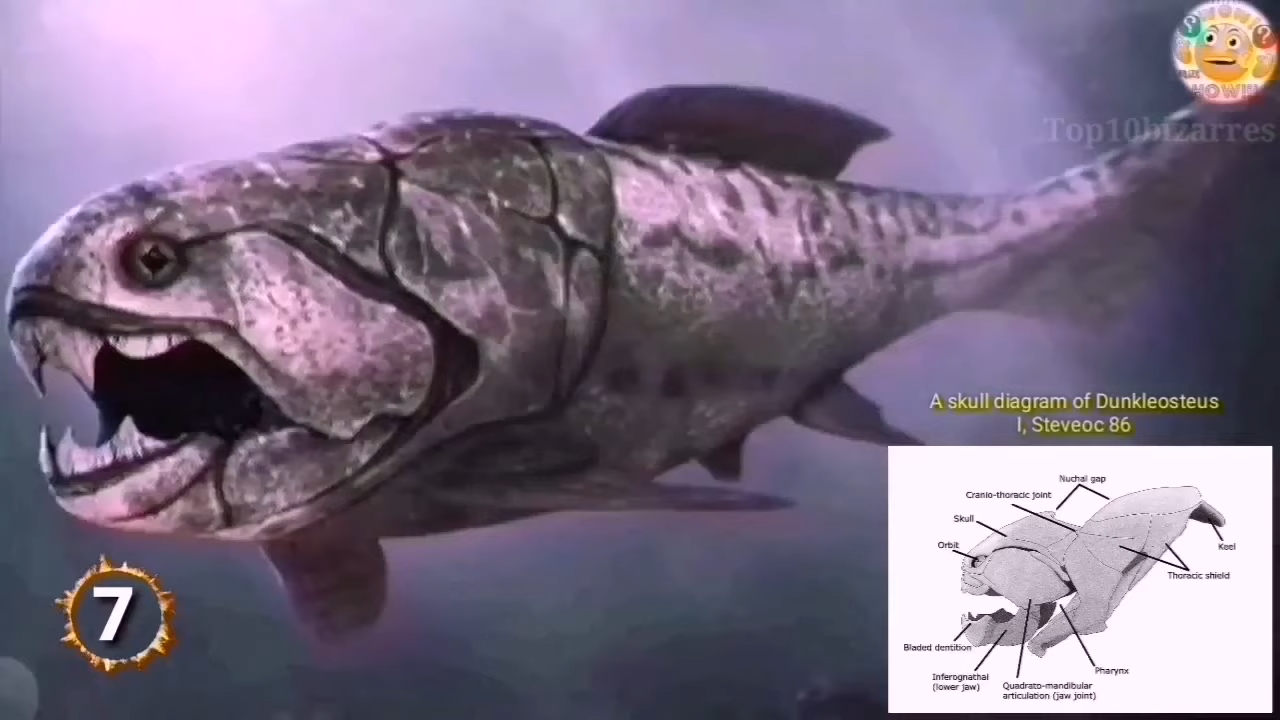 HOW!!!
Top10bizarres
A skull diagram of Dunkleosteus
I, Steveoc 86
Nuchal gap
Cranio-thoracic joint
Skull
Orbit
Keel
Thoracic shield
Bladed dentition
Inferognathal
(lower jaw)
Quadrato-mandibular
articulation (jaw joint)
Pharynx
7